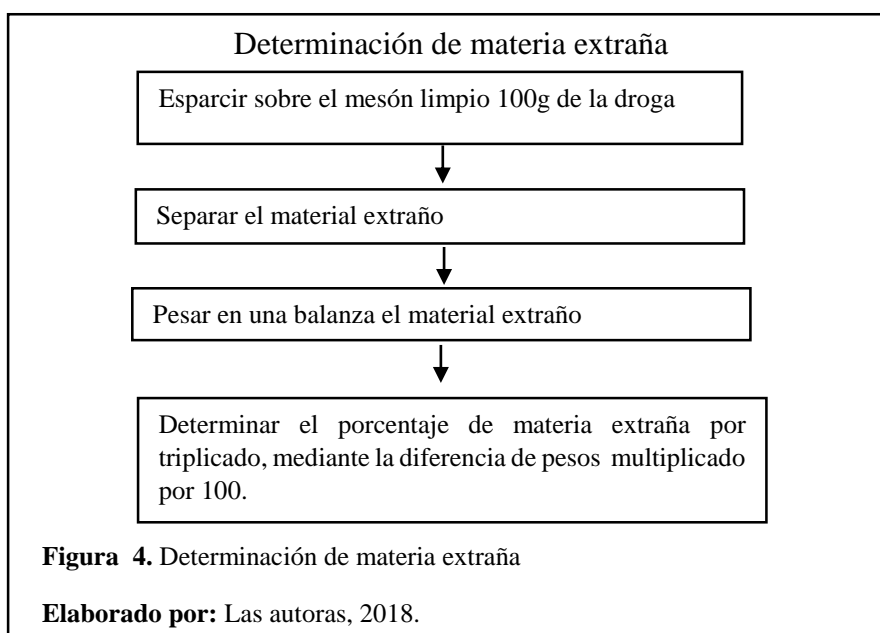 Determinación de materia extraña
Esparcir sobre el mesón limpio 100g de la droga
Separar el material extraño
Pesar en una balanza el material extraño
Determinar el porcentaje de materia extraña por
triplicado, mediante la diferencia de pesos multiplicado
por 100.
Figura 4. Determinación de materia extraña
Elaborado por: Las autoras, 2018.